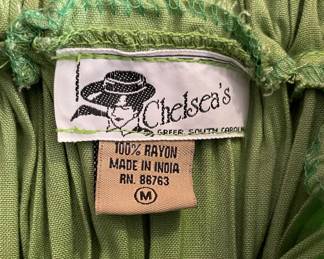 Chelsea's
GREER SOUTH CAROLINA
100% RAYON
MADE IN INDIA
RN. 86763
M